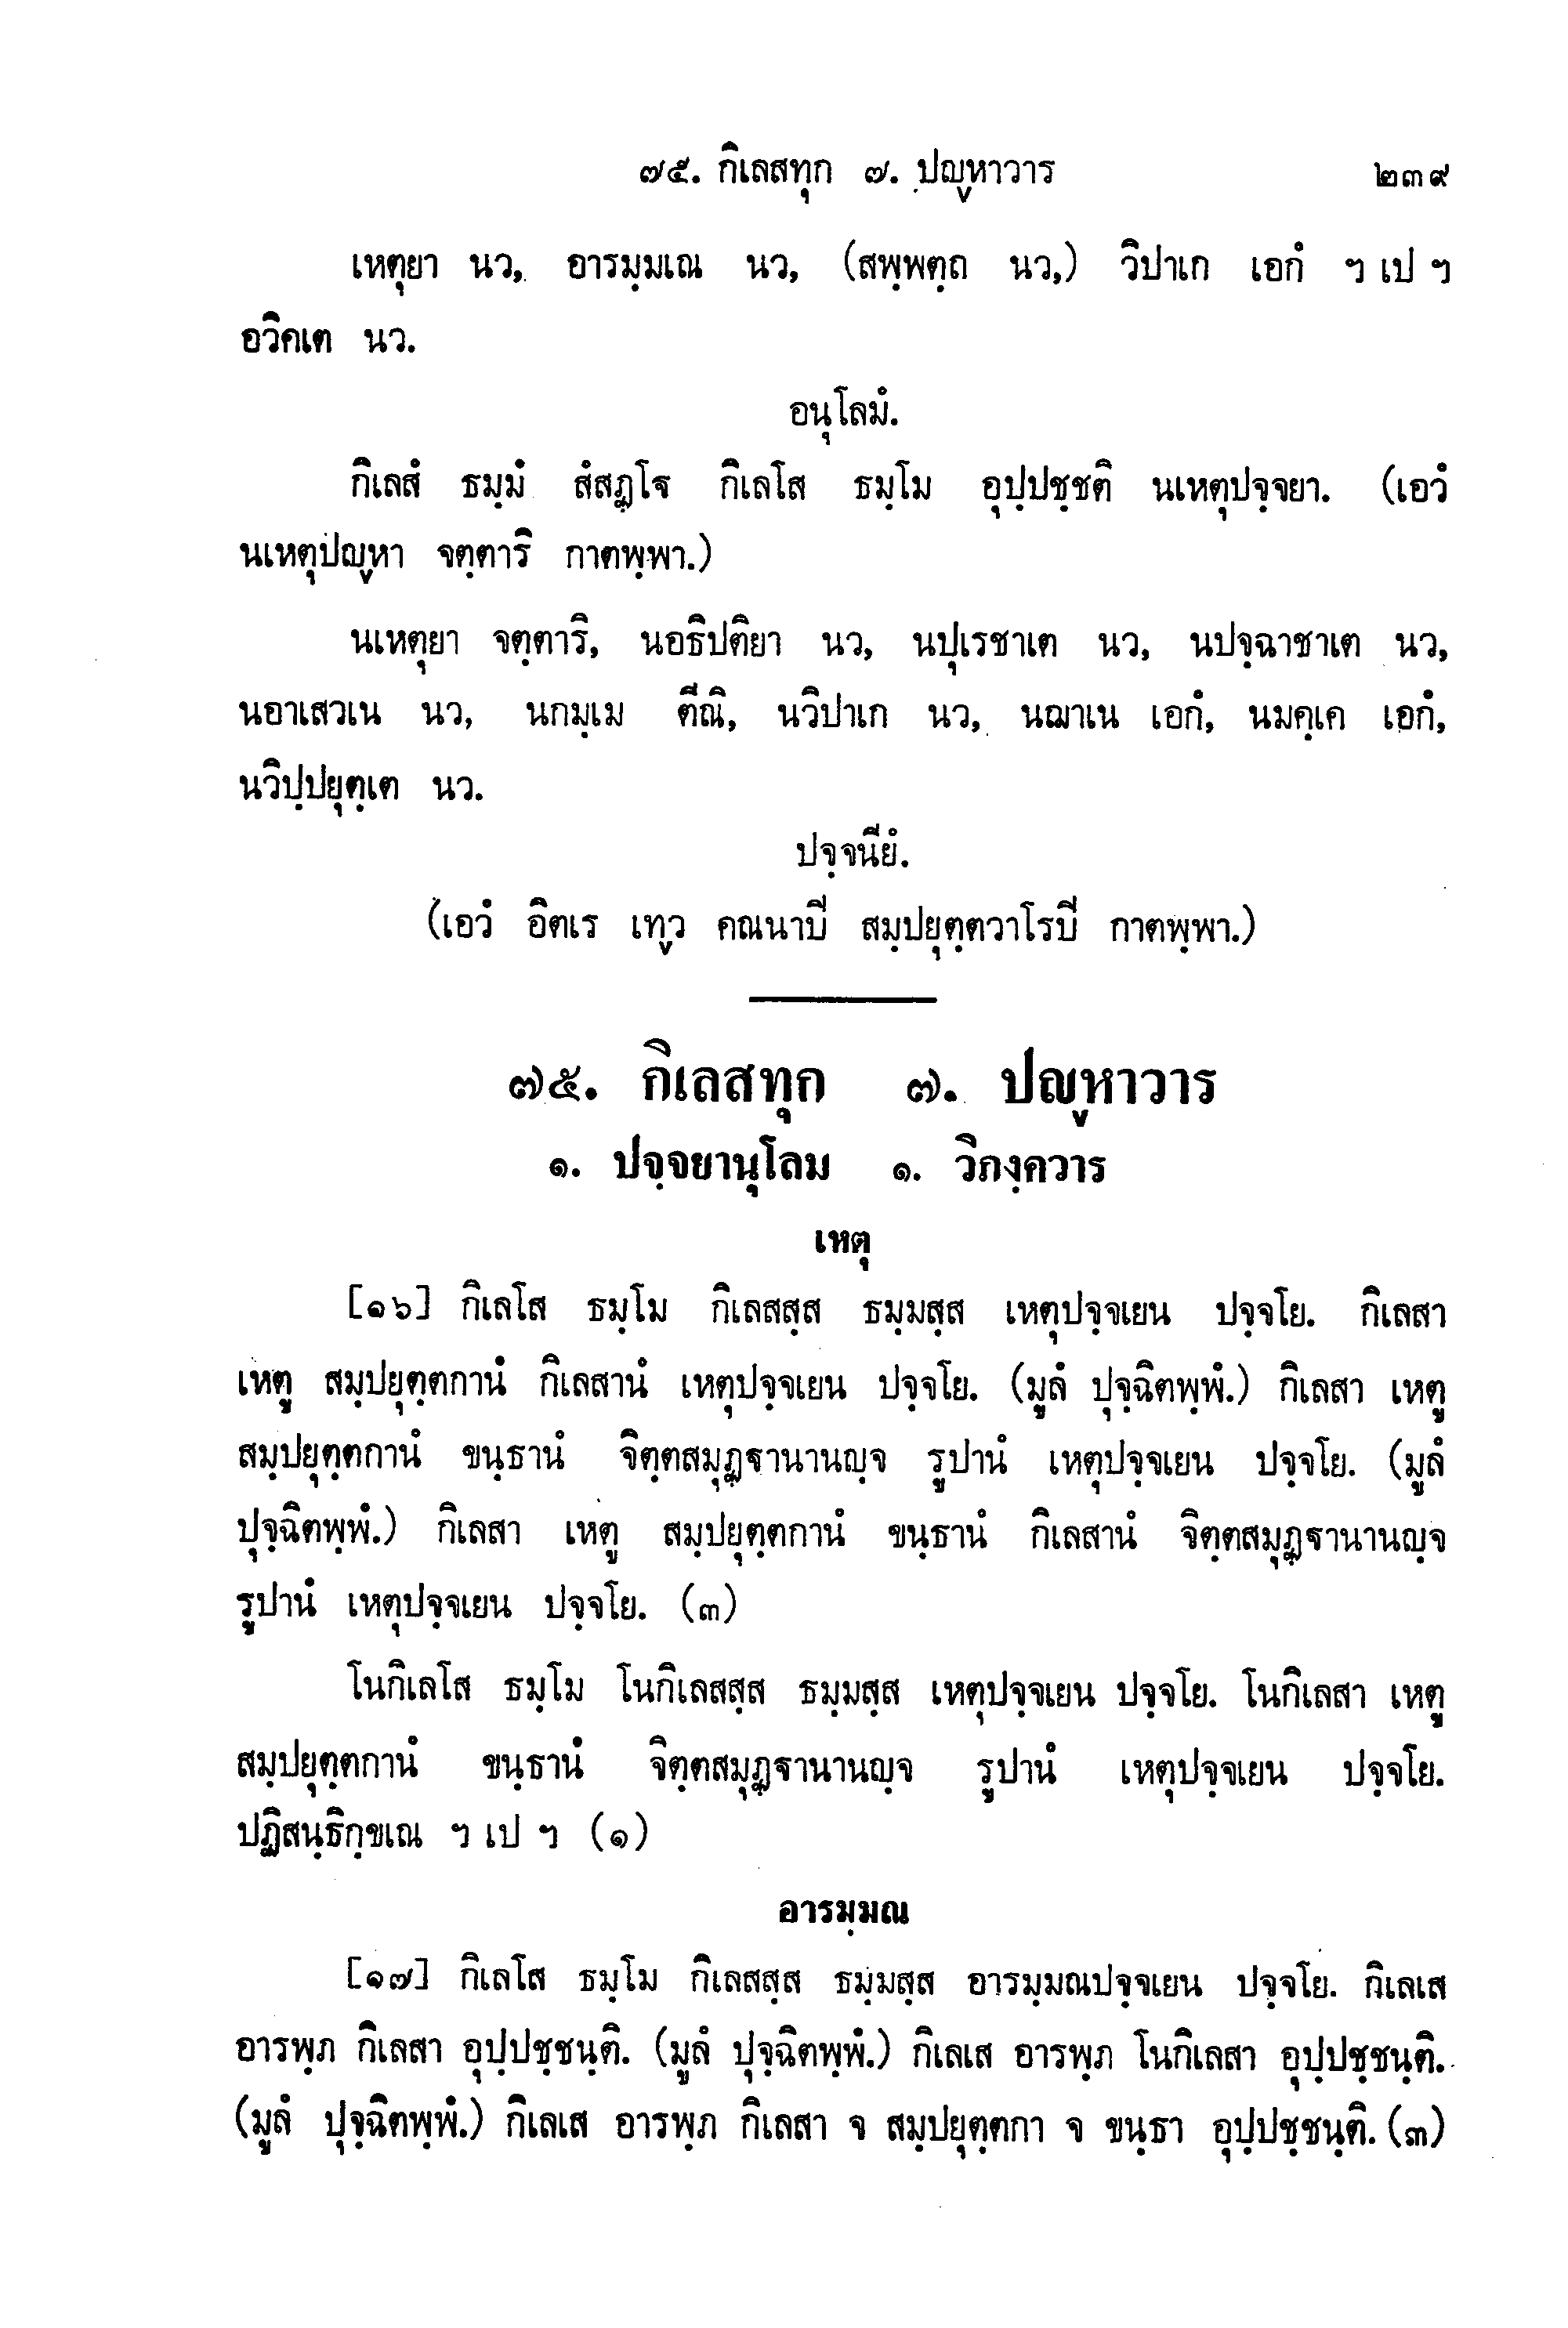 ๗๕. กิเลสทุก ๗. ปญฺหาวาร ๒๓๙
เหตุยา นว, อารมฺมเณ นว, (สพฺพตฺถ นว,) วิปาเก เอกํ ฯ เป ฯ
อวิคเต นว.
อนุโลมํ.
กิเลสํ ธมฺมํ สํสฏฺโฐ กิเลโส ธมฺโม อุปฺปชฺชติ นเหตุปจฺจยา. (เอวํ
นเหตุปญฺหา จตฺตาริ กาตพฺพา.)
นเหตุยา จตฺตาริ, นอธิปติยา นว, นปุเรชาเต นว, นปจฺฉาชาเต นว,
นอาเสวเน นว, นกมฺเม ตีณิ, นวิปาเก นว, นฌาเน เอกํ, นมคฺเค เอกํ,
นวิปฺปยุตฺเต นว.
ปจฺจนียํ.
(เอวํ อิตเร เทฺว คณนาปิ สมฺปยุตฺตวาโรปิ กาตพฺพา.)
๗๕. กิเลสทุก ๗. ปญฺหาวาร
๑. ปจฺจยานุโลม ๑. วิภงฺควาร
เหตุ
[๑๖] กิเลโส ธมฺโม กิเลสสฺส ธมฺมสฺส เหตุปจฺจเยน ปจฺจโย. กิเลสา
เหตู สมฺปยุตฺตกานํ กิเลสานํ เหตุปจฺจเยน ปจฺจโย. (มูลํ ปุจฺฉิตพฺพํ.) กิเลสา เหตู
สมฺปยุตฺตกานํ ขนฺธานํ จิตฺตสมุฏฺฐานานญฺจ รูปานํ เหตุปจฺจเยน ปจฺจโย. (มูลํ
ปุจฺฉิตพฺพํ.) กิเลสา เหตู สมฺปยุตฺตกานํ ขนฺธานํ กิเลสานํ จิตฺตสมุฏฺฐานานญฺจ
รูปานํ เหตุปจฺจเยน ปจฺจโย. (๓)
โนกิเลโส ธมฺโม โนกิเลสสฺส ธมฺมสฺส เหตุปจฺจเยน ปจฺจโย. โนกิเลสา เหตู
สมฺปยุตฺตกานํ ขนฺธานํ จิตฺตสมุฏฺฐานานญฺจ รูปานํ เหตุปจฺจเยน ปจฺจโย.
ปฏิสนฺธิกฺขเณ ฯ เป ฯ (๑)
อารมฺมณ
[๑๗] กิเลโส ธมฺโม กิเลสสฺส ธมฺมสฺส อารมฺมณปจฺจเยน ปจฺจโย. กิเลเส
อารพฺภ กิเลสา อุปฺปชฺชนฺติ. (มูลํ ปุจฺฉิตพฺพํ.) กิเลเส อารพฺภ โนกิเลสา อุปฺปชฺชนฺติ.
(มูลํ ปุจฺฉิตพฺพํ.) กิเลเส อารพฺภ กิเลสา จ สมฺปยุตฺตกา จ ขนฺธา อุปฺปชฺชนฺติ. (๓)